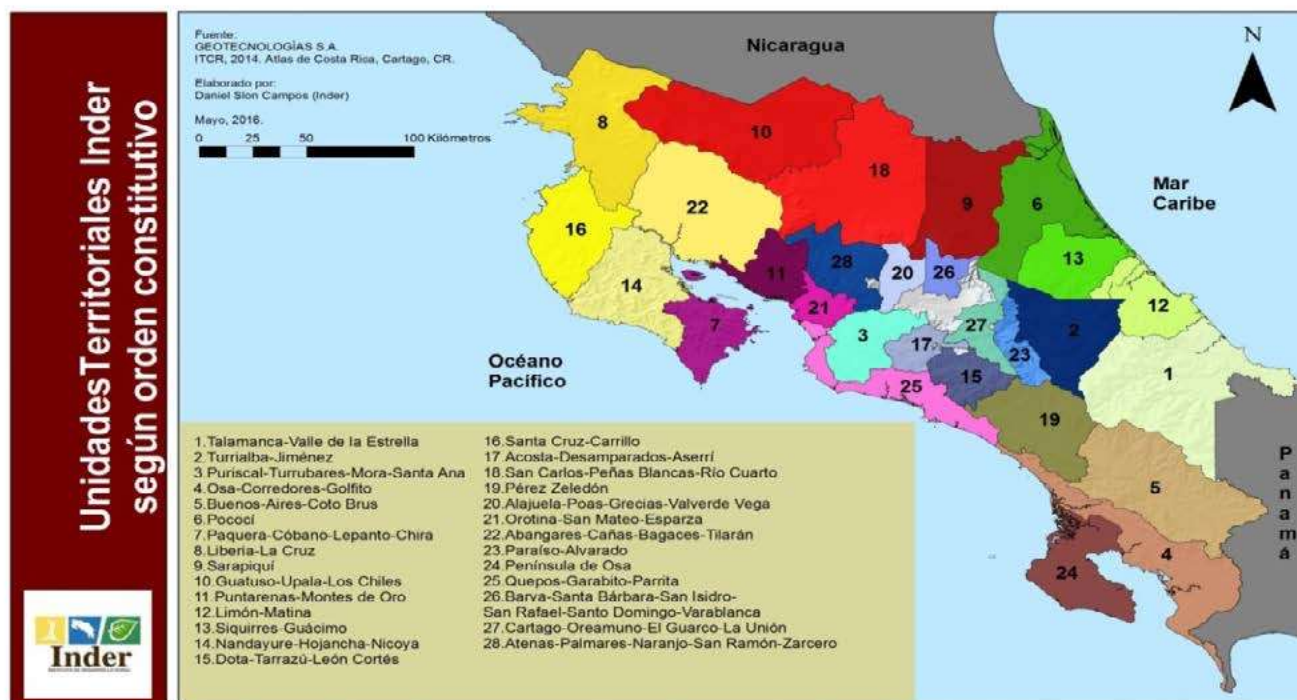 UnidadesTerritoriales Inder
según orden constitutivo
Inder
Fuente:
GEOTECNOLOGÍAS S.A.
ITCR, 2014. Atlas de Costa Rica, Cartago, CR.
Elaborado por:
Daniel Slon Campos (Inder)
Mayo, 2016.
0 25 50 100 Kilómetros
Nicaragua
N
Mar
Caribe
Océano
Pacífico
Panamá
8
10
18
9
6
22
16
14
7
11
28
20
26
13
12
21
3
17
27
23
2
1
25
15
19
5
4
24
1.Talamanca-Valle de la Estrella
2.Turrialba-Jiménez
3 Puriscal-Turrubares-Mora-Santa Ana
4.Osa-Corredores-Golfito
5.Buenos-Aires-Coto Brus
6.Pococí
7.Paquera-Cóbano-Lepanto-Chira
8.Liberia-La Cruz
9.Sarapiquí
10.Guatuso-Upala-Los Chiles
11 Puntarenas-Montes de Oro
12.Limón-Matina
13.Siquirres-Guácimo
14.Nandayure-Hojancha-Nicoya
15.Dota-Tarrazú-León Cortés
16.Santa Cruz-Carrillo
17 Acosta-Desamparados-Aserrí
18 San Carlos-Peñas Blancas-Río Cuarto
19 Pérez Zeledón
20 Alajuela-Poas-Grecias-Valverde Vega
21.Orotina-San Mateo-Esparza
22 Abangares-Cañas-Bagaces-Tilarán
23.Paraíso-Alvarado
24 Península de Osa
25 Quepos-Garabito-Parrita
26.Barva-Santa Bárbara-San Isidro-
San Rafael-Santo Domingo-Varablanca
27.Cartago-Oreamuno-El Guarco-La Unión
28.Atenas-Palmares-Naranjo-San Ramón-Zarcero